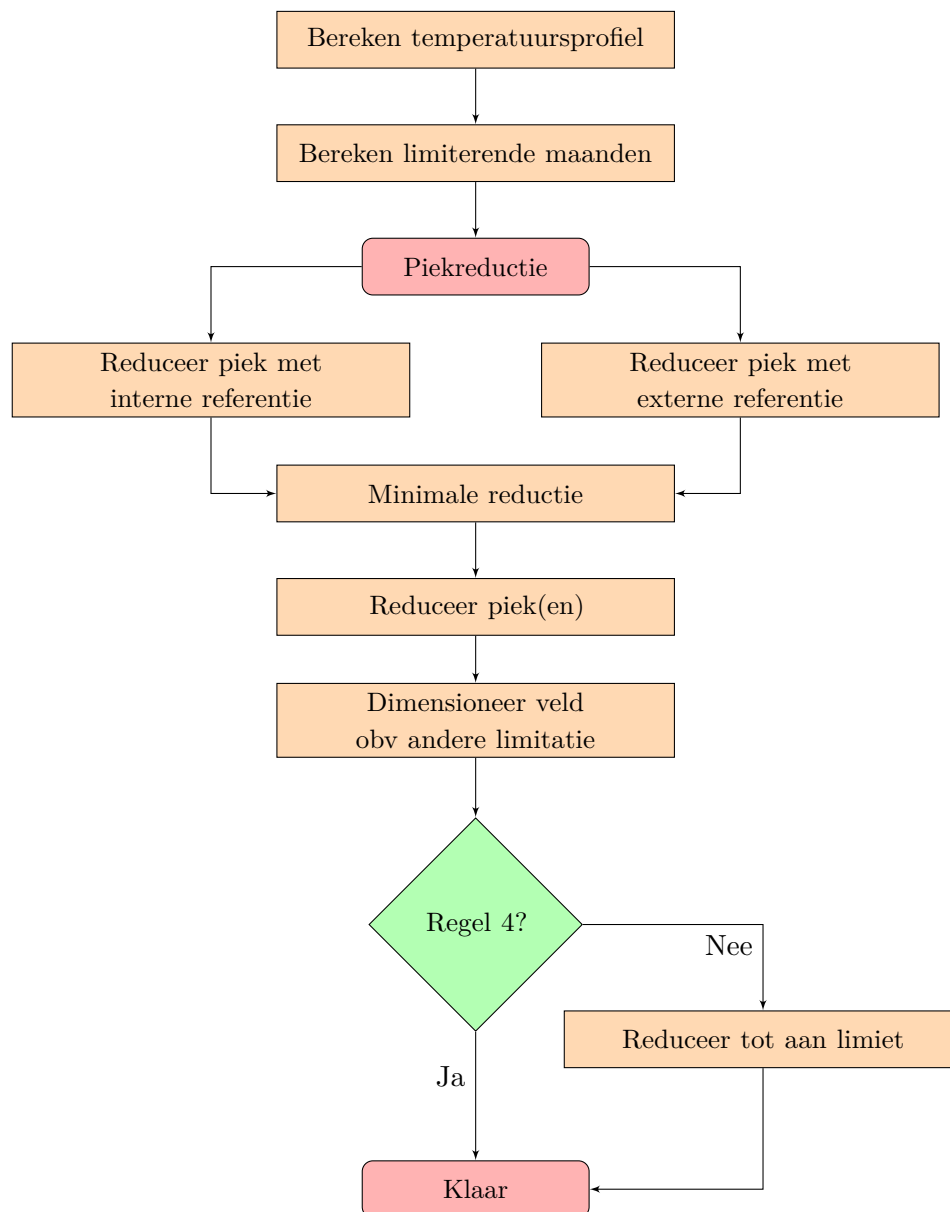 Bereken temperatuursprofiel
Bereken limiterende maanden
Piekreductie
Reduceer piek met
interne referentie
Reduceer piek met
externe referentie
Minimale reductie
Reduceer piek(en)
Dimensioneer veld
obv andere limitatie
Regel 4?
Nee
Reduceer tot aan limiet
Ja
Klaar